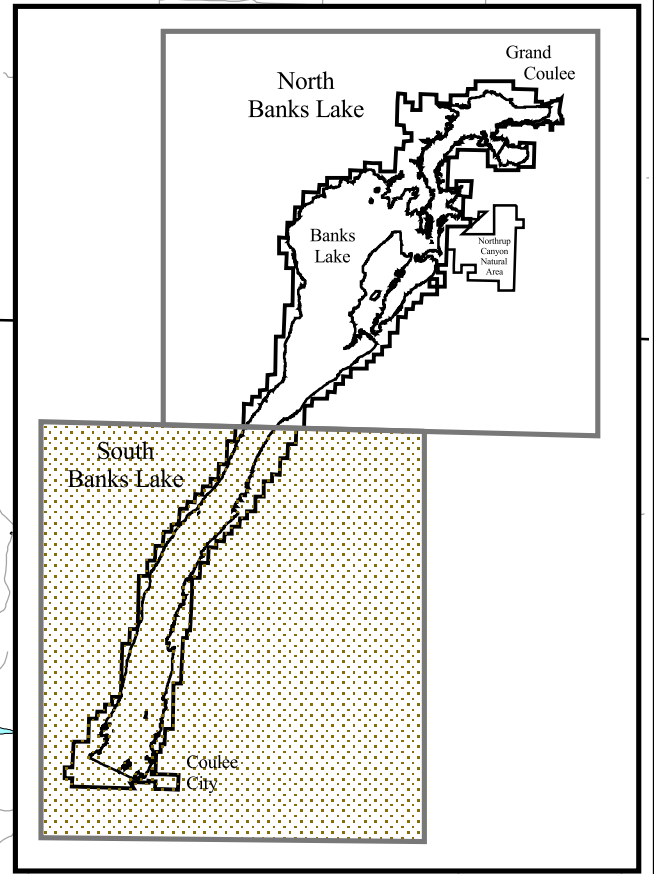 Grand
Coulee
North
Banks Lake
Banks
Lake
Northrup
Canyon
Natural
Area
South
Banks Lake
Coulee
City